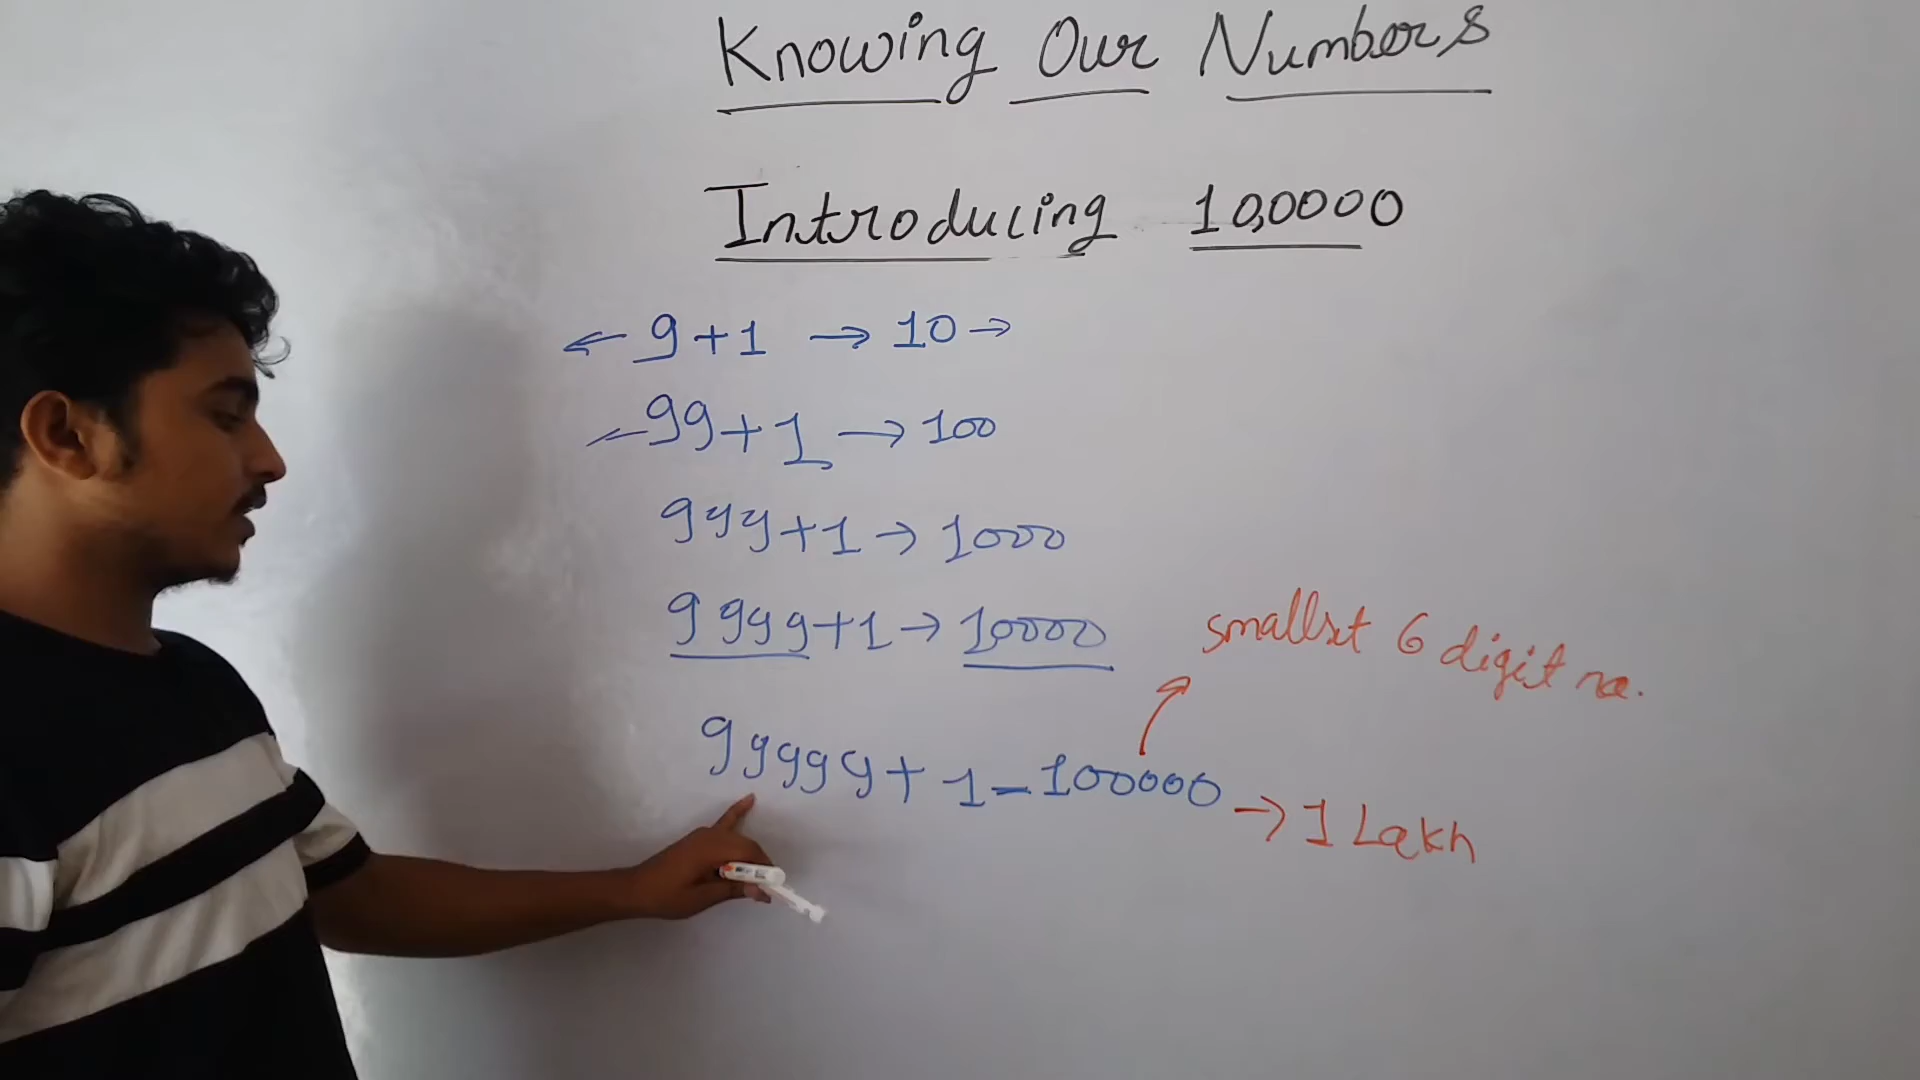 Knowing Our Numbers
Introducing 10,0000
← 9+1 → 10 →
99+1 → 100
999+1 → 1000
9999+1 → 10000
smallst 6 digit no.
99999+1=100000 → 1 Lakh